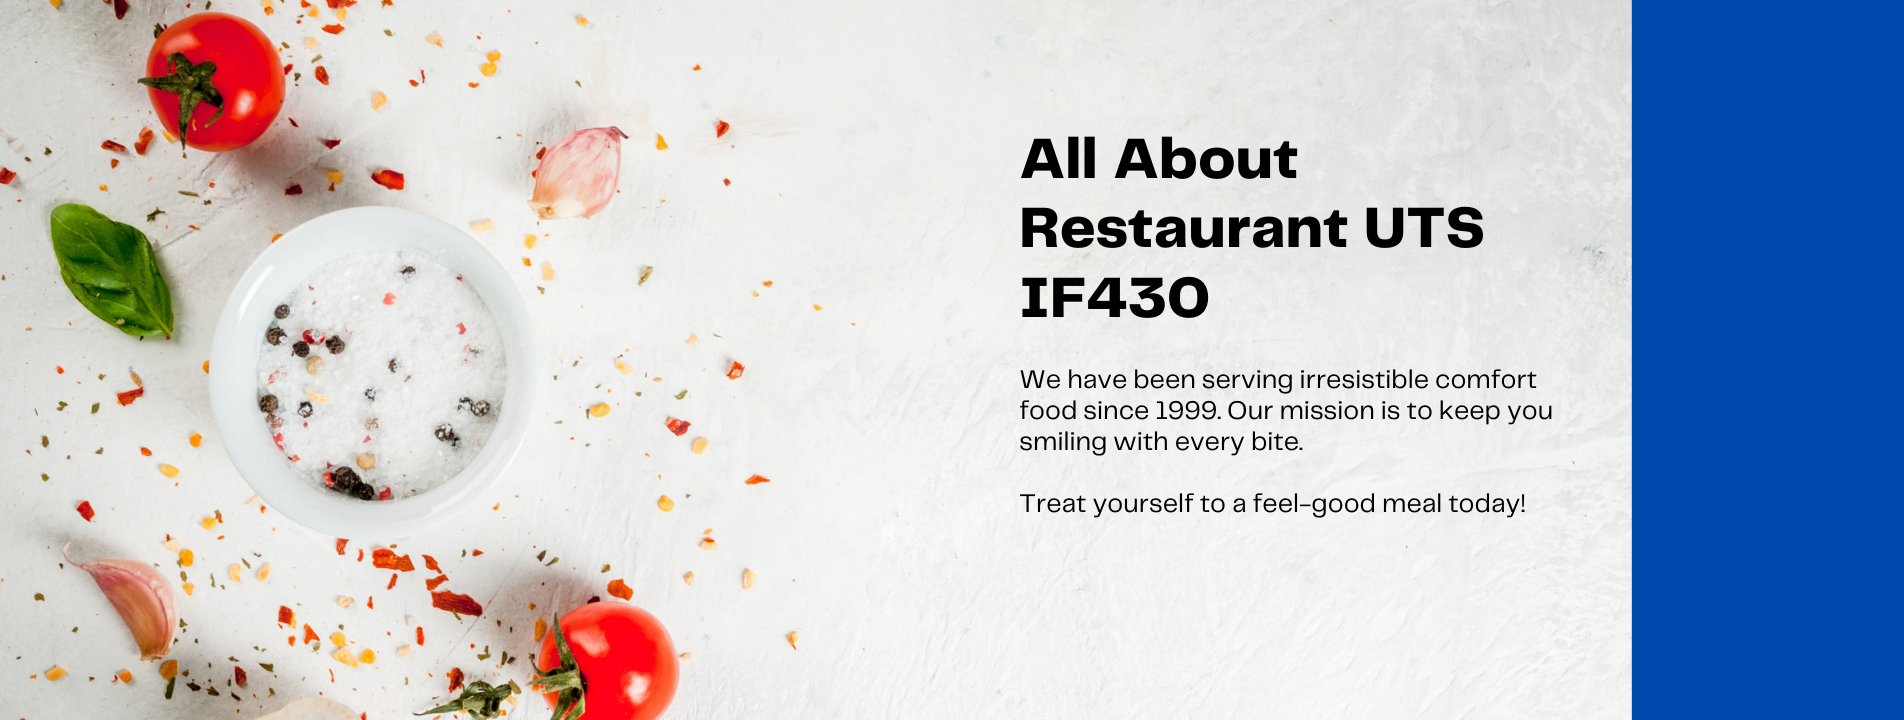 All About
Restaurant UTS
IF430
We have been serving irresistible comfort
food since 1999. Our mission is to keep you
smiling with every bite.
Treat yourself to a feel-good meal today!